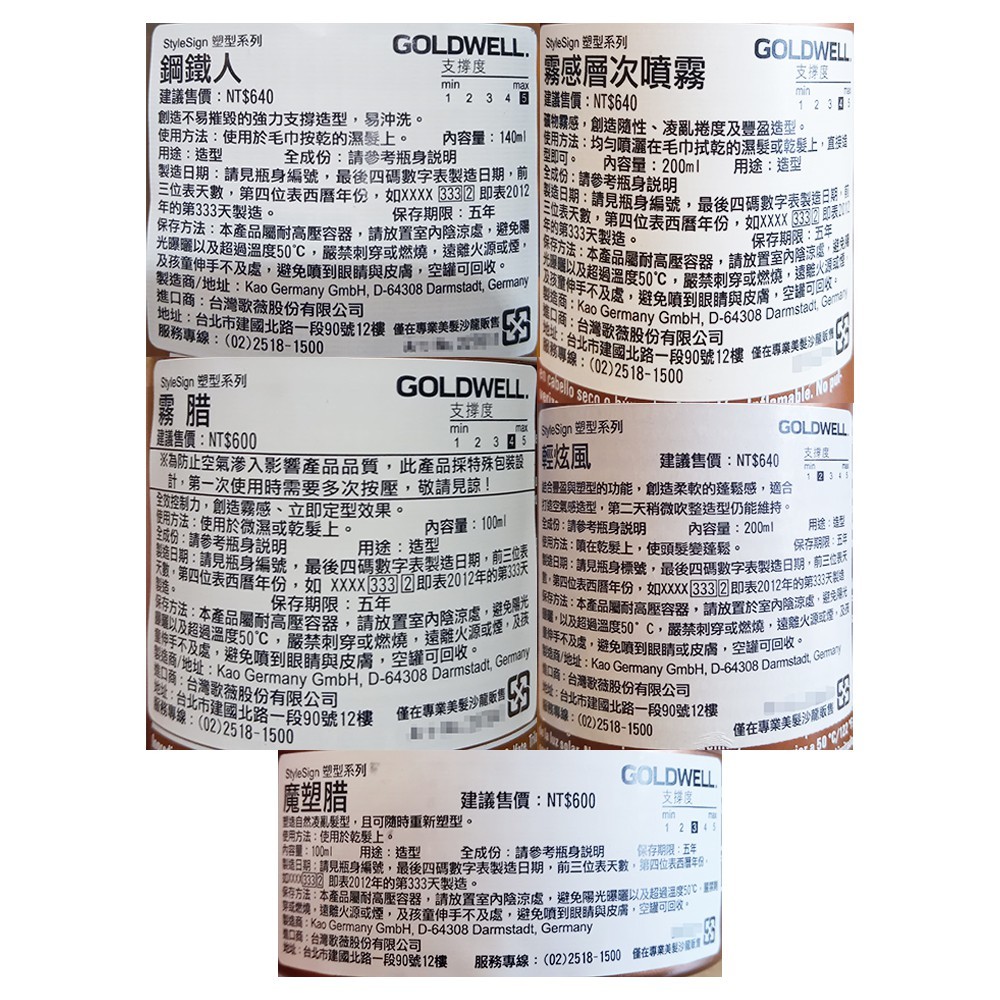 StyleSign 塑型系列
GOLDWELL.
鋼鐵人
支撐度
min max
建議售價：NT$640
1 2 3 4 5
創造不易摧毀的強力支撐造型，易沖洗。
使用方法：使用於毛巾按乾的濕髮上。 內容量：140ml
用途：造型 全成份：請參考瓶身説明
製造日期：請見瓶身編號，最後四碼數字表製造日期，前
三位表天數，第四位表西曆年份，如XXXX 333 2 即表2012
年的第333天製造。 保存期限：五年
保存方法：本產品屬耐高壓容器，請放置室內陰涼處，避免陽
光曝曬以及超過溫度50℃，嚴禁刺穿或燃燒，遠離火源或煙，
及孩童伸手不及處，避免噴到眼睛與皮膚，空罐可回收。
製造商/地址：Kao Germany GmbH, D-64308 Darmstadt, Germany
進口商：台灣歌薇股份有限公司
地址：台北市建國北路一段90號12樓 僅在專業美髮沙龍販售
服務專線：(02)2518-1500
StyleSign 塑型系列
GOLDWELL.
霧感層次噴霧
支撐度
min max
建議售價：NT$640
1 2 3 4 5
礦物霧感，創造隨性、凌亂捲度及豐盈造型。
使用方法：均勻噴灑在毛巾拭乾的濕髮或乾髮上，直接造
型即可。 內容量：200ml 用途：造型
全成份：請參考瓶身説明
製造日期：請見瓶身編號，最後四碼數字表製造日期，前
三位表天數，第四位表西曆年份，如XXXX 333 2 即表2012
年的第333天製造。 保存期限：五年
保存方法：本產品屬耐高壓容器，請放置室內陰涼處，避免陽
光曝曬以及超過溫度50℃，嚴禁刺穿或燃燒，遠離火源或煙，
及孩童伸手不及處，避免噴到眼睛與皮膚，空罐可回收。
製造商：Kao Germany GmbH, D-64308 Darmstadt, Germany
進口商：台灣歌薇股份有限公司
地址：台北市建國北路一段90號12樓 僅在專業美髮沙龍販售
服務專線：(02)2518-1500
cabello seco o
No pul-
StyleSign 塑型系列
GOLDWELL.
霧 腊
支撐度
min max
建議售價：NT$600
1 2 3 4 5
※為防止空氣滲入影響產品品質，此產品採特殊包裝設
計，第一次使用時需要多次按壓，敬請見諒！
全效控制力，創造霧感、立即定型效果。
使用方法：使用於微濕或乾髮上。 內容量：100ml
全成份：請參考瓶身説明 用途：造型
製造日期：請見瓶身編號，最後四碼數字表製造日期，前三位表
天數，第四位表西曆年份，如 XXXX 333 2 即表2012年的第333天
製造。 保存期限：五年
保存方法：本產品屬耐高壓容器，請放置室內陰涼處，避免陽光
曝曬以及超過溫度50℃，嚴禁刺穿或燃燒，遠離火源或煙，及孩
童伸手不及處，避免噴到眼睛與皮膚，空罐可回收。
製造商/地址：Kao Germany GmbH, D-64308 Darmstadt, Germany
進口商：台灣歌薇股份有限公司
地址：台北市建國北路一段90號12樓 僅在專業美髮沙龍販售
服務專線：(02)2518-1500
StyleSign 塑型系列
GOLDWELL.
輕炫風 建議售價：NT$640
支撐度
min max
1 2 3 4 5
結合豐盈與塑型的功能，創造柔軟的蓬鬆感，適合
打造空氣感造型，第二天稍微吹整造型仍能維持。
全成份：請參考瓶身説明 內容量：200ml 用途：造型
使用方法：噴在乾髮上，使頭髮變蓬鬆。 保存期限：五年
製造日期：請見瓶身標號，最後四碼數字表製造日期，前三位表天
數，第四位表西曆年份，如XXXX 333 2 即表2012年的第333天製造
保存方法：本產品屬耐高壓容器，請放置於室內陰涼處，避免陽光
曝曬，以及超過溫度50°C，嚴禁刺穿或燃燒，遠離火源或煙，及孩
童伸手不及處，避免噴到眼睛或皮膚，空罐可回收。
製造商/地址：Kao Germany GmbH, D-64308 Darmstadt, Germany
進口商：台灣歌薇股份有限公司
地址：台北市建國北路一段90號12樓
服務專線：(02)2518-1500 僅在專業美髮沙龍販售
StyleSign 塑型系列
GOLDWELL.
魔塑腊 建議售價：NT$600
支撐度
min max
1 2 3 4 5
塑造自然凌亂髮型，且可隨時重新塑型。
使用方法：使用於乾髮上。
內容量：100ml 用途：造型 全成份：請參考瓶身説明 保存期限：五年
製造日期：請見瓶身編號，最後四碼數字表製造日期，前三位表天數，第四位表西曆年份，
如XXXX 333 2 即表2012年的第333天製造。
保存方法：本產品屬耐高壓容器，請放置室內陰涼處，避免陽光曝曬以及超過溫度50℃，嚴禁刺
穿或燃燒，遠離火源或煙，及孩童伸手不及處，避免噴到眼睛與皮膚，空罐可回收。
製造商：Kao Germany GmbH, D-64308 Darmstadt, Germany
進口商：台灣歌薇股份有限公司
地址：台北市建國北路一段90號12樓 服務專線：(02)2518-1500 僅在專業美髮沙龍販售